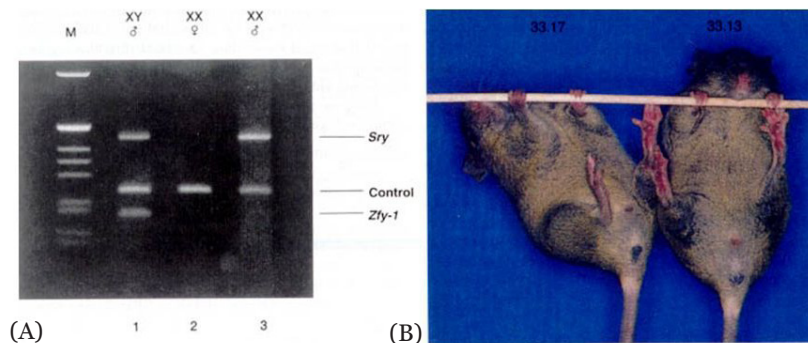 XY XX XX
M ♂ ♀ ♂
Sry
Control
Zfy-1
(A) 1 2 3
33.17 33.13
(B)